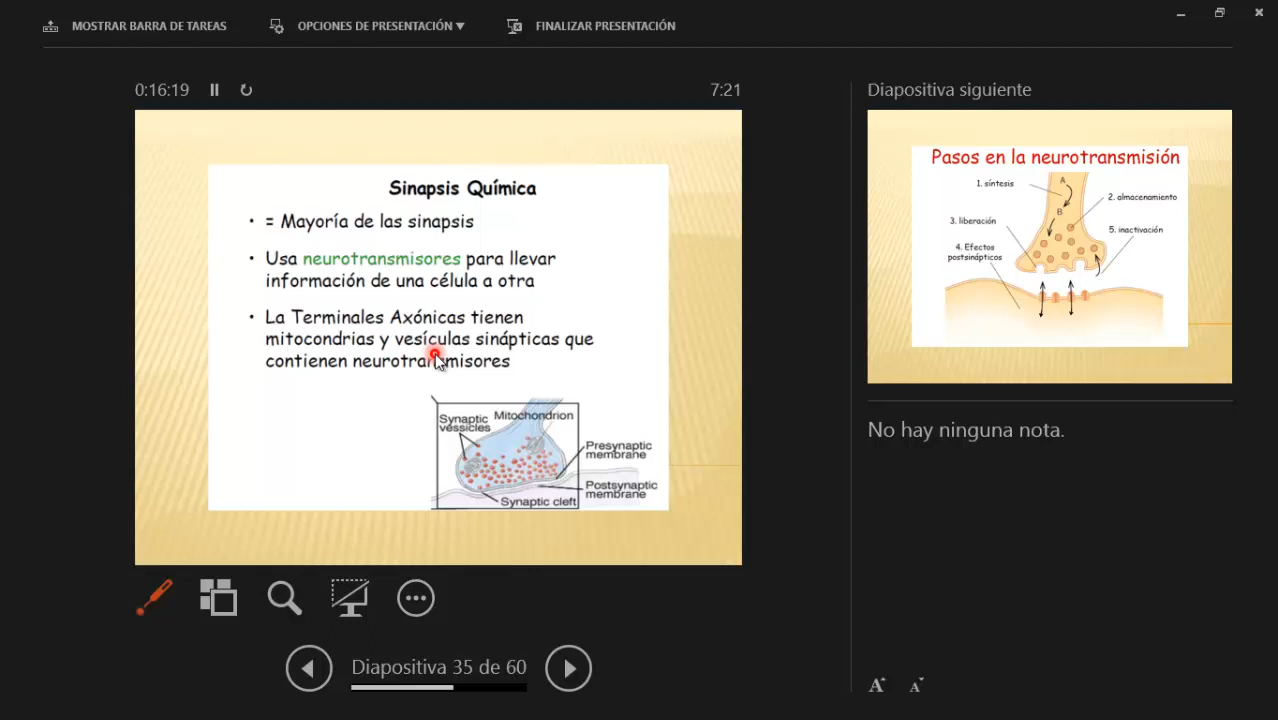 MOSTRAR BARRA DE TAREAS
OPCIONES DE PRESENTACIÓN ▼
FINALIZAR PRESENTACIÓN
0:16:19
7:21
Sinapsis Química
• = Mayoría de las sinapsis
• Usa neurotransmisores para llevar
información de una célula a otra
• La Terminales Axónicas tienen
mitocondrias y vesículas sinápticas que
contienen neurotransmisores
Synaptic
vessicles
Mitochondrion
Presynaptic
membrane
Postsynaptic
membrane
Synaptic cleft
Diapositiva 35 de 60
Diapositiva siguiente
Pasos en la neurotransmisión
1. síntesis
A
2. almacenamiento
B
3. liberación
5. inactivación
4. Efectos
postsinápticos
No hay ninguna nota.
A A